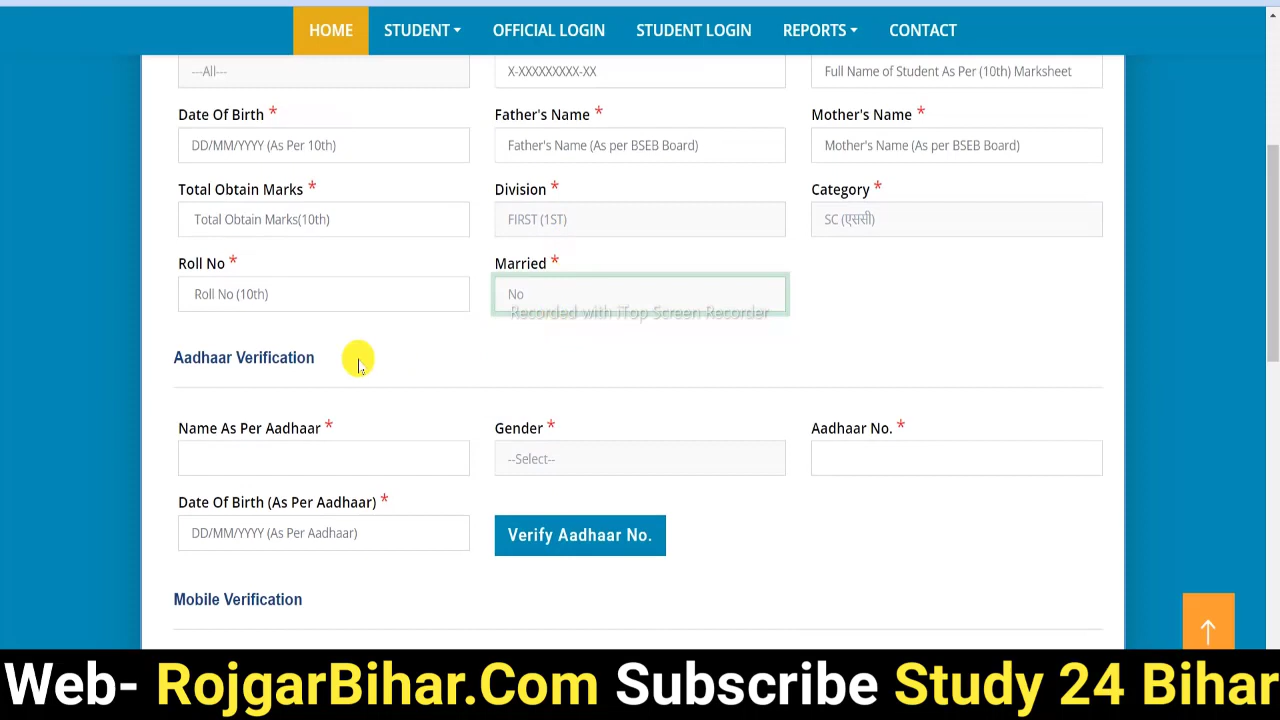 HOME STUDENT OFFICIAL LOGIN STUDENT LOGIN REPORTS CONTACT
---All--- X-XXXXXXXXX-XX Full Name of Student As Per (10th) Marksheet
Date Of Birth * Father's Name * Mother's Name *
DD/MM/YYYY (As Per 10th) Father's Name (As per BSEB Board) Mother's Name (As per BSEB Board)
Total Obtain Marks * Division * Category *
Total Obtain Marks(10th) FIRST (1ST) SC (एससी)
Roll No * Married *
Roll No (10th) No
Recorded with iTop Screen Recorder
Aadhaar Verification
Name As Per Aadhaar * Gender * Aadhaar No. *
--Select--
Date Of Birth (As Per Aadhaar) *
DD/MM/YYYY (As Per Aadhaar) Verify Aadhaar No.
Mobile Verification
Web- RojgarBihar.Com Subscribe Study 24 Bihar